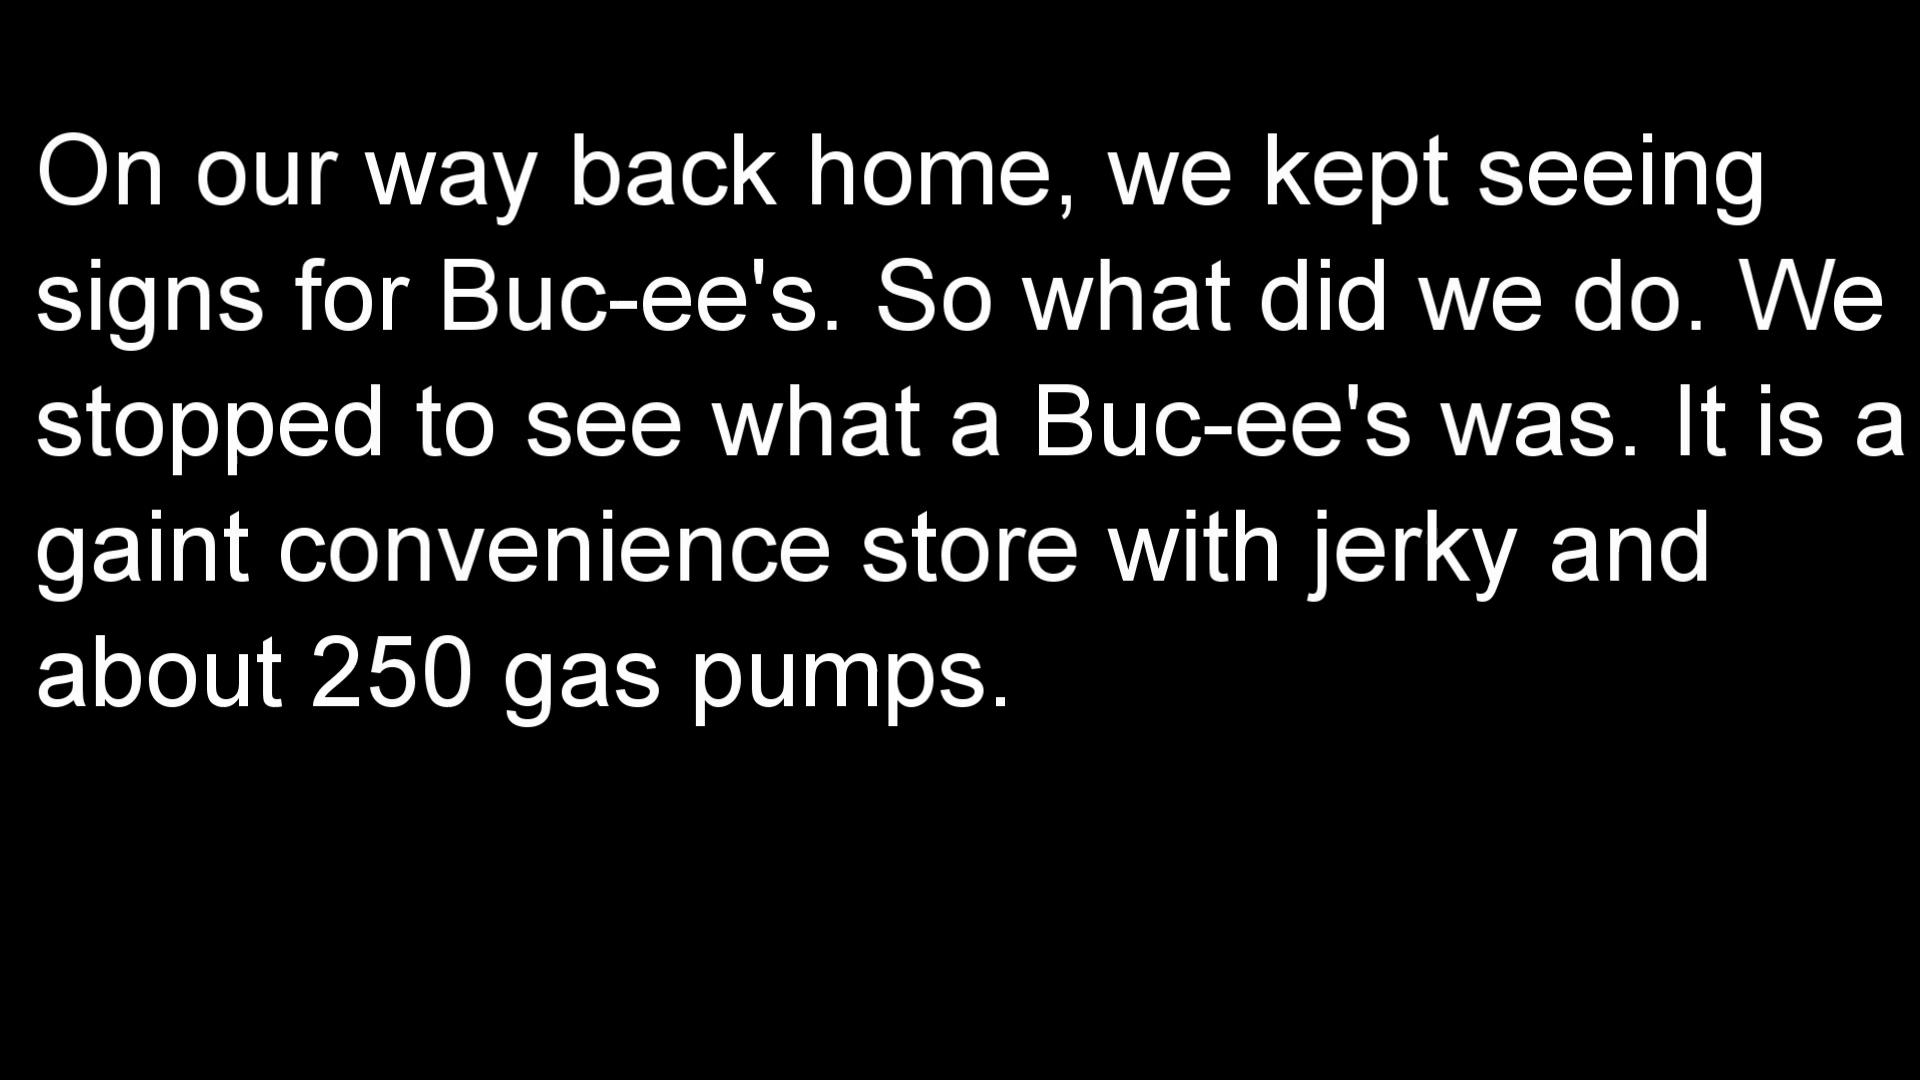 On our way back home, we kept seeing
signs for Buc-ee's. So what did we do. We
stopped to see what a Buc-ee's was. It is a
gaint convenience store with jerky and
about 250 gas pumps.